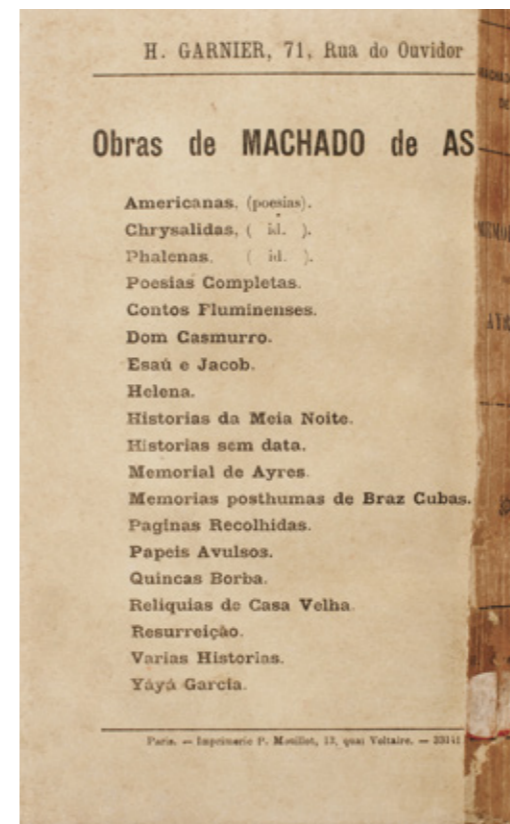 H. GARNIER, 71, Rua do Ouvidor
Obras de MACHADO de AS
Americanas. (poesias).
Chrysalidas. ( id. ).
Phalenas. ( id. ).
Poesias Completas.
Contos Fluminenses.
Dom Casmurro.
Esaú e Jacob.
Helena.
Historias da Meia Noite.
Historias sem data.
Memorial de Ayres.
Memorias posthumas de Braz Cubas.
Paginas Recolhidas.
Papeis Avulsos.
Quincas Borba.
Reliquias de Casa Velha.
Resurreição.
Varias Historias.
Yáyá Garcia.
Paris. — Imprimerie P. Mouillot, 13, quai Voltaire. —